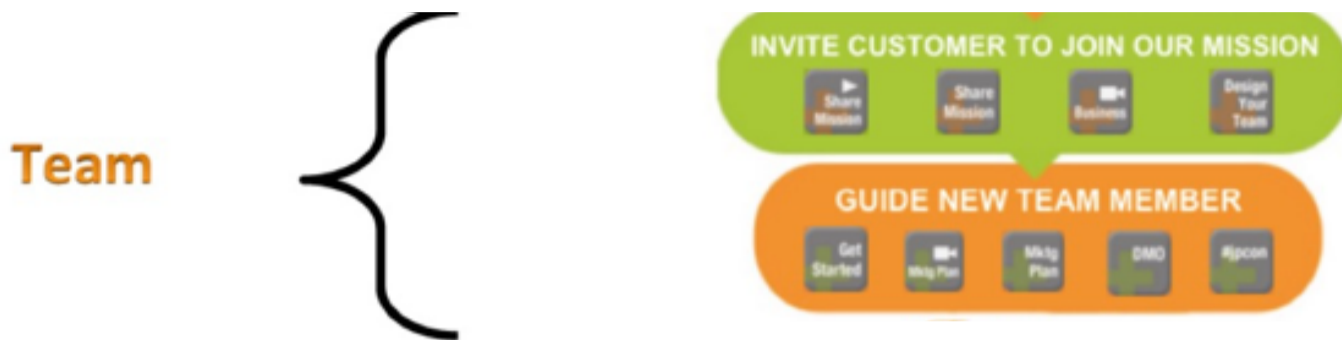 Team
INVITE CUSTOMER TO JOIN OUR MISSION
Share
Mission
Share
Mission
Business
Design
Your
Team
GUIDE NEW TEAM MEMBER
Get
Started
Mktg Plan
Mktg
Plan
DMO
#jpcon